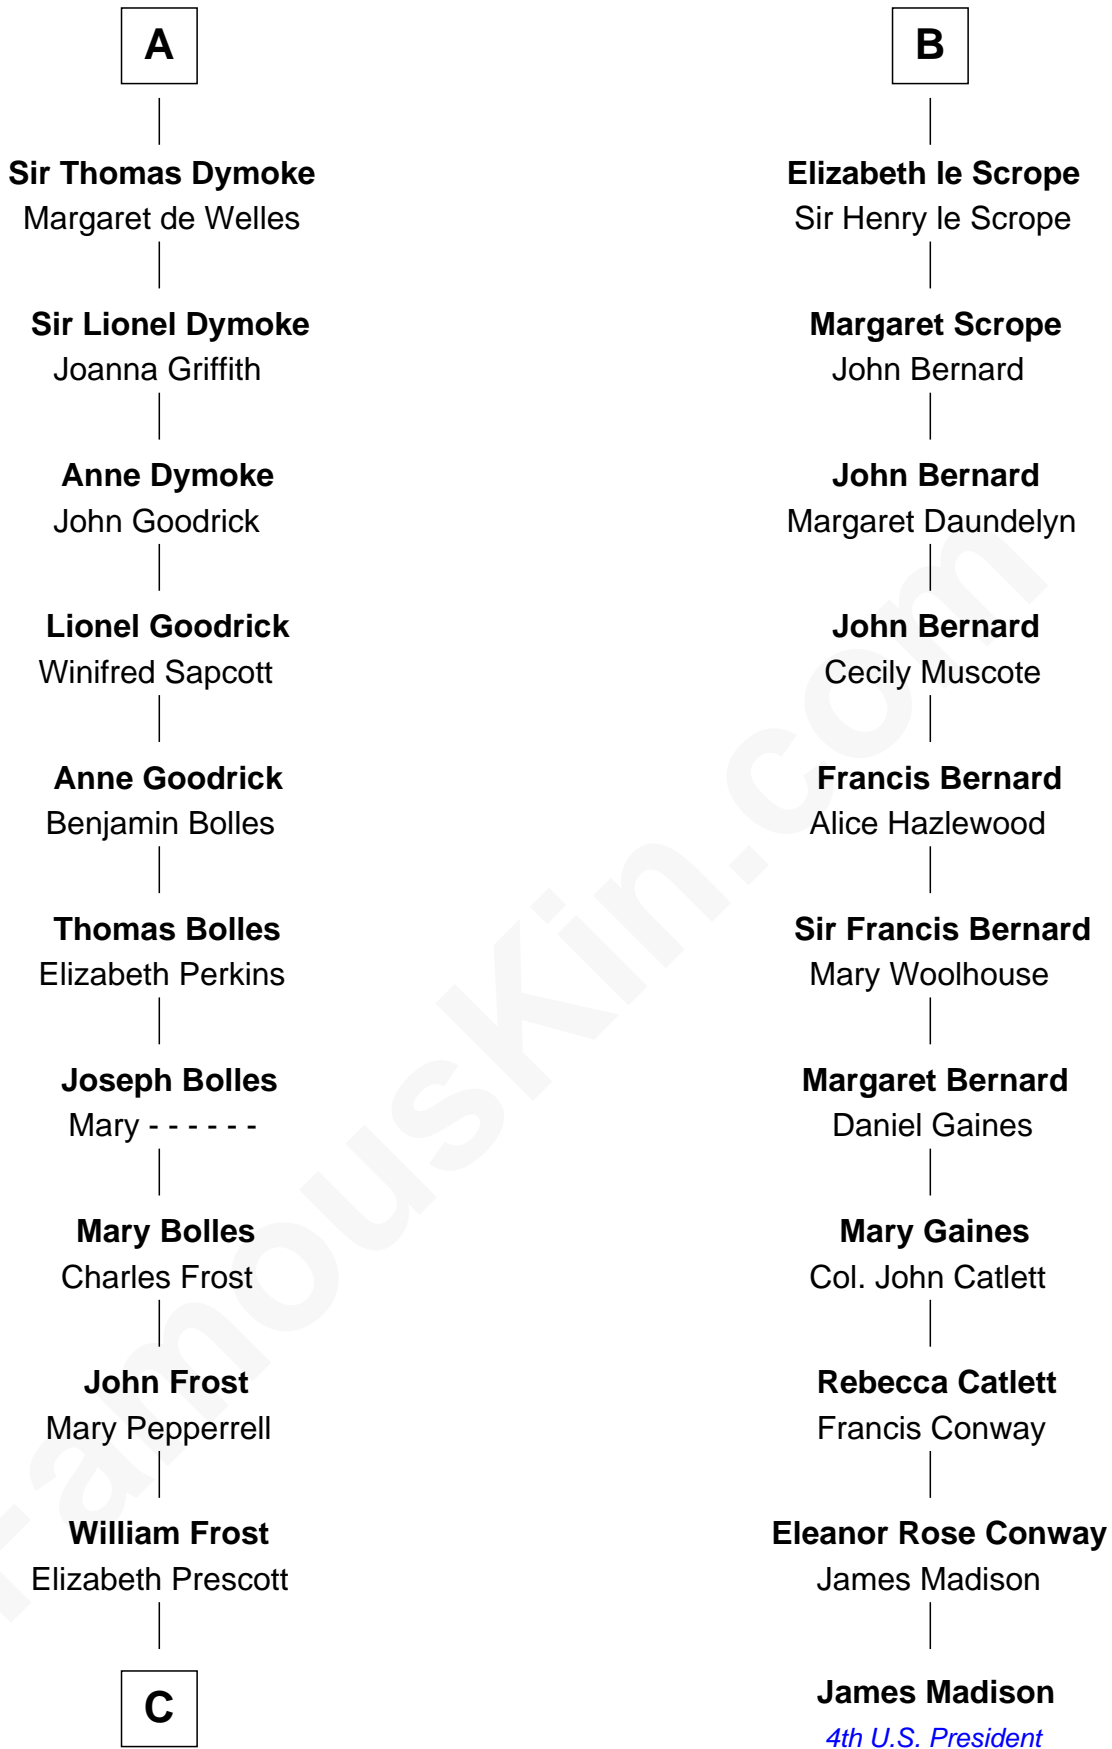 A
Sir Thomas Dymoke
Margaret de Welles
Sir Lionel Dymoke
Joanna Griffith
Anne Dymoke
John Goodrick
Lionel Goodrick
Winifred Sapcott
Anne Goodrick
Benjamin Bolles
Thomas Bolles
Elizabeth Perkins
Joseph Bolles
Mary - - - - - -
Mary Bolles
Charles Frost
John Frost
Mary Pepperrell
William Frost
Elizabeth Prescott
C
B
Elizabeth le Scrope
Sir Henry le Scrope
Margaret Scrope
John Bernard
John Bernard
Margaret Daundelyn
John Bernard
Cecily Muscote
Francis Bernard
Alice Hazlewood
Sir Francis Bernard
Mary Woolhouse
Margaret Bernard
Daniel Gaines
Mary Gaines
Col. John Catlett
Rebecca Catlett
Francis Conway
Eleanor Rose Conway
James Madison
James Madison
4th U.S. President
FamousKin.com